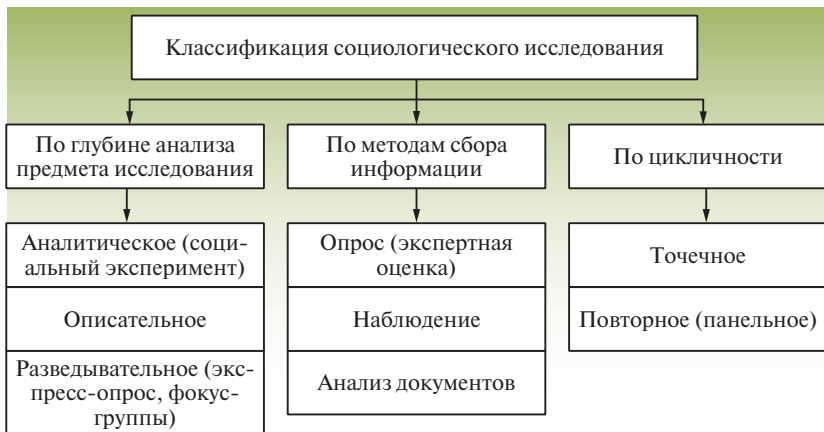 Классификация социологического исследования
По глубине анализа
предмета исследования
По методам сбора
информации
По цикличности
Аналитическое (соци-
альный эксперимент)
Описательное
Разведывательное (экс-
пресс-опрос, фокус-
группы)
Опрос (экспертная
оценка)
Наблюдение
Анализ документов
Точечное
Повторное (панельное)